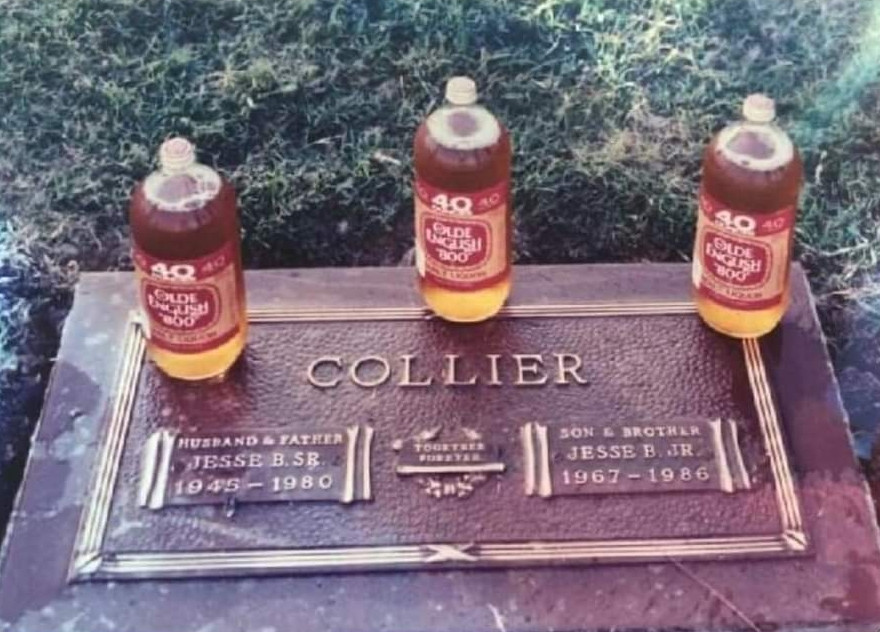 40
OLDE
ENGLISH
"800"
40
OLDE
ENGLISH
"800"
40
OLDE
ENGLISH
"800"
COLLIER
HUSBAND & FATHER
JESSE B. SR.
1945 – 1980
TOGETHER
FOREVER
SON & BROTHER
JESSE B. JR.
1967 – 1986